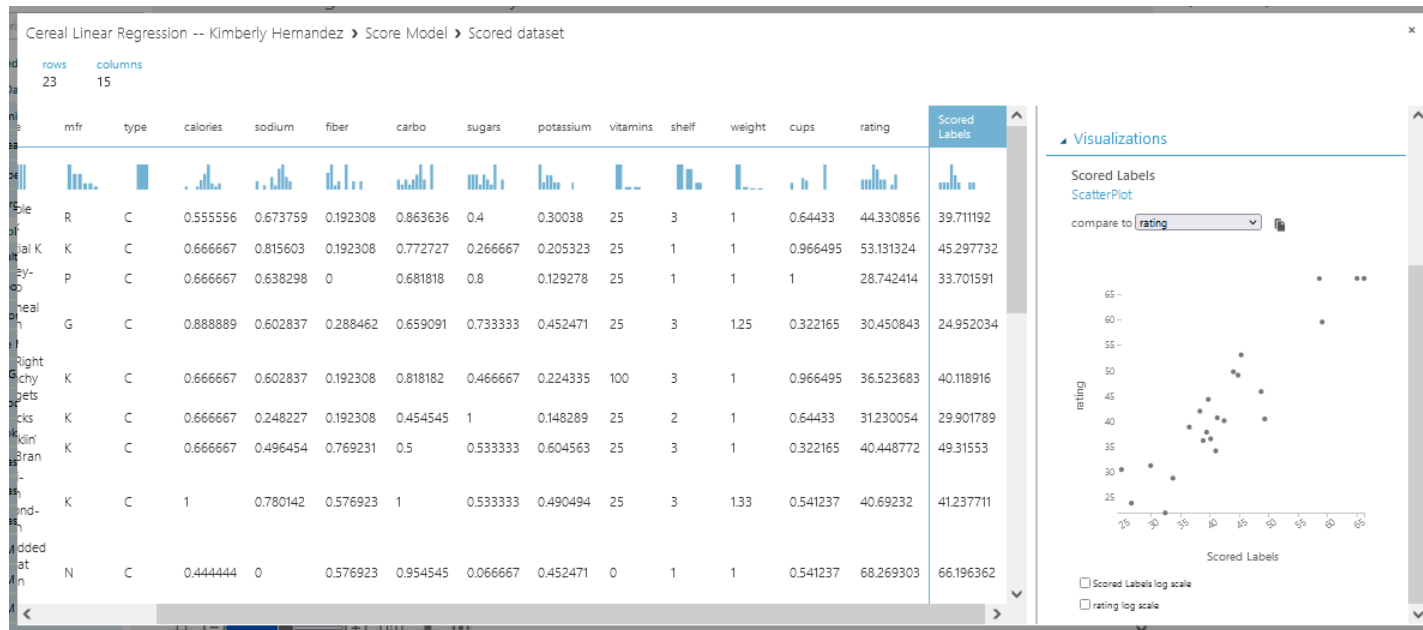 Cereal Linear Regression -- Kimberly Hernandez › Score Model › Scored dataset
×
rows columns
23 15
mfr type calories sodium fiber carbo sugars potassium vitamins shelf weight cups rating Scored Labels
R C 0.555556 0.673759 0.192308 0.863636 0.4 0.30038 25 3 1 0.64433 44.330856 39.711192
K C 0.666667 0.815603 0.192308 0.772727 0.266667 0.205323 25 1 1 0.966495 53.131324 45.297732
P C 0.666667 0.638298 0 0.681818 0.8 0.129278 25 1 1 1 28.742414 33.701591
G C 0.888889 0.602837 0.288462 0.659091 0.733333 0.452471 25 3 1.25 0.322165 30.450843 24.952034
Right
K C 0.666667 0.602837 0.192308 0.818182 0.466667 0.224335 100 3 1 0.966495 36.523683 40.118916
K C 0.666667 0.248227 0.192308 0.454545 1 0.148289 25 2 1 0.64433 31.230054 29.901789
K C 0.666667 0.496454 0.769231 0.5 0.533333 0.604563 25 3 1 0.322165 40.448772 49.31553
Bran
K C 1 0.780142 0.576923 1 0.533333 0.490494 25 3 1.33 0.541237 40.69232 41.237711
N C 0.444444 0 0.576923 0.954545 0.066667 0.452471 0 1 1 0.541237 68.269303 66.196362
Visualizations
Scored Labels
ScatterPlot
compare to rating
65
60
55
50
45
40
35
30
25
rating
25 30 35 40 45 50 55 60 65
Scored Labels
Scored Labels log scale
rating log scale